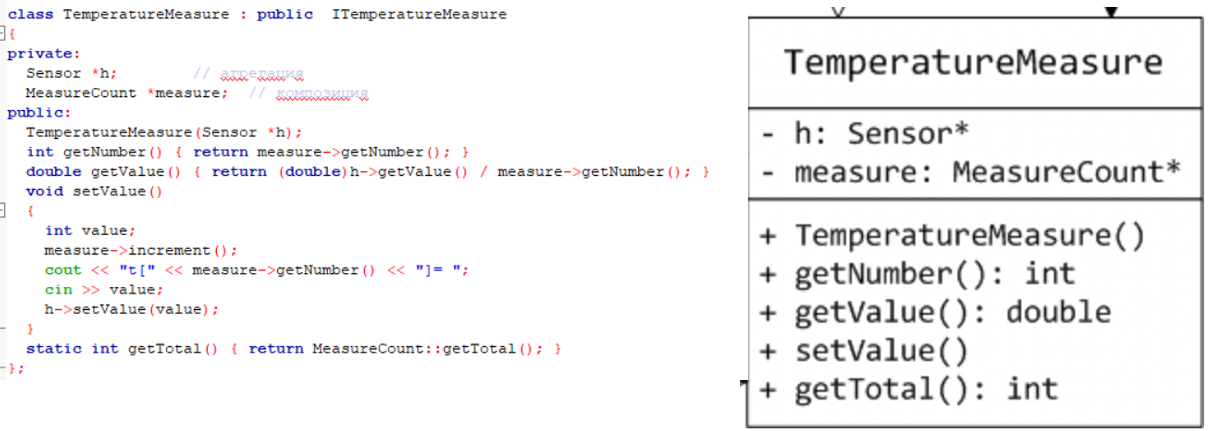 class TemperatureMeasure : public  ITemperatureMeasure
{
private:
  Sensor *h;         // агрегация
  MeasureCount *measure;  // композиция
public:
  TemperatureMeasure(Sensor *h);
  int getNumber() { return measure->getNumber(); }
  double getValue() { return (double)h->getValue() / measure->getNumber(); }
  void setValue()
  {
    int value;
    measure->increment();
    cout << "t[" << measure->getNumber() << "]= ";
    cin >> value;
    h->setValue(value);
  }
  static int getTotal() { return MeasureCount::getTotal(); }
};
TemperatureMeasure
- h: Sensor*
- measure: MeasureCount*
+ TemperatureMeasure()
+ getNumber(): int
+ getValue(): double
+ setValue()
+ getTotal(): int